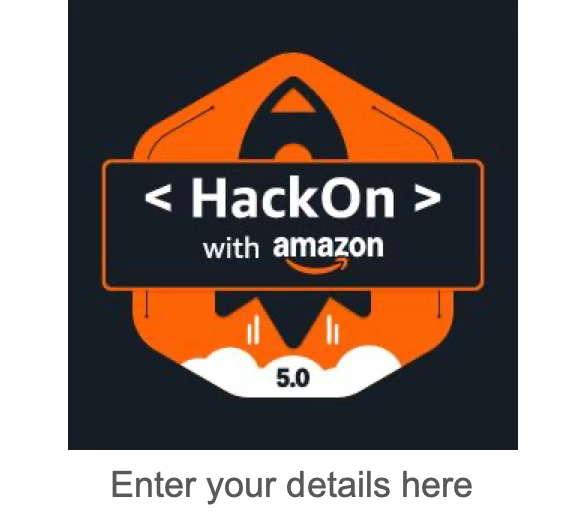 < HackOn >
with amazon
5.0
Enter your details here